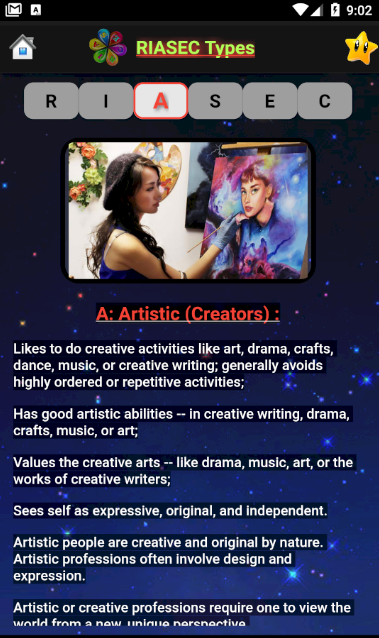 A
9:02
RIASEC Types
R I A S E C
A: Artistic (Creators) :
Likes to do creative activities like art, drama, crafts,
dance, music, or creative writing; generally avoids
highly ordered or repetitive activities;
Has good artistic abilities -- in creative writing, drama,
crafts, music, or art;
Values the creative arts -- like drama, music, art, or the
works of creative writers;
Sees self as expressive, original, and independent.
Artistic people are creative and original by nature.
Artistic professions often involve design and
expression.
Artistic or creative professions require one to view the
world from a new, unique perspective.